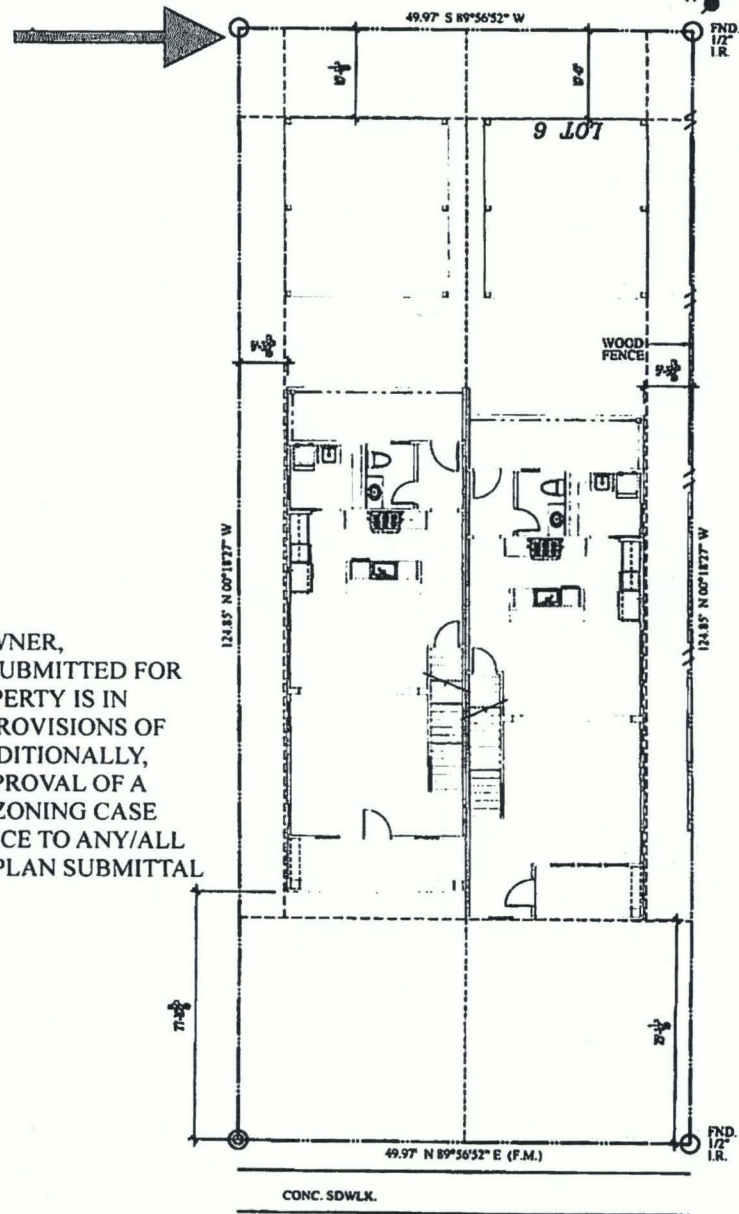 49.97' S 89°56'52" W
FND.
1/2"
I.R.
LOT 6
WOOD
FENCE
124.85' N 00°18'27" W
124.85' N 00°18'27" W
WNER,
UBMITTED FOR
PERTY IS IN
ROVISIONS OF
DITIONALLY,
PROVAL OF A
ZONING CASE
CE TO ANY/ALL
PLAN SUBMITTAL
49.97' N 89°56'52" E (F.M.)
FND.
1/2"
I.R.
CONC. SDWLK.